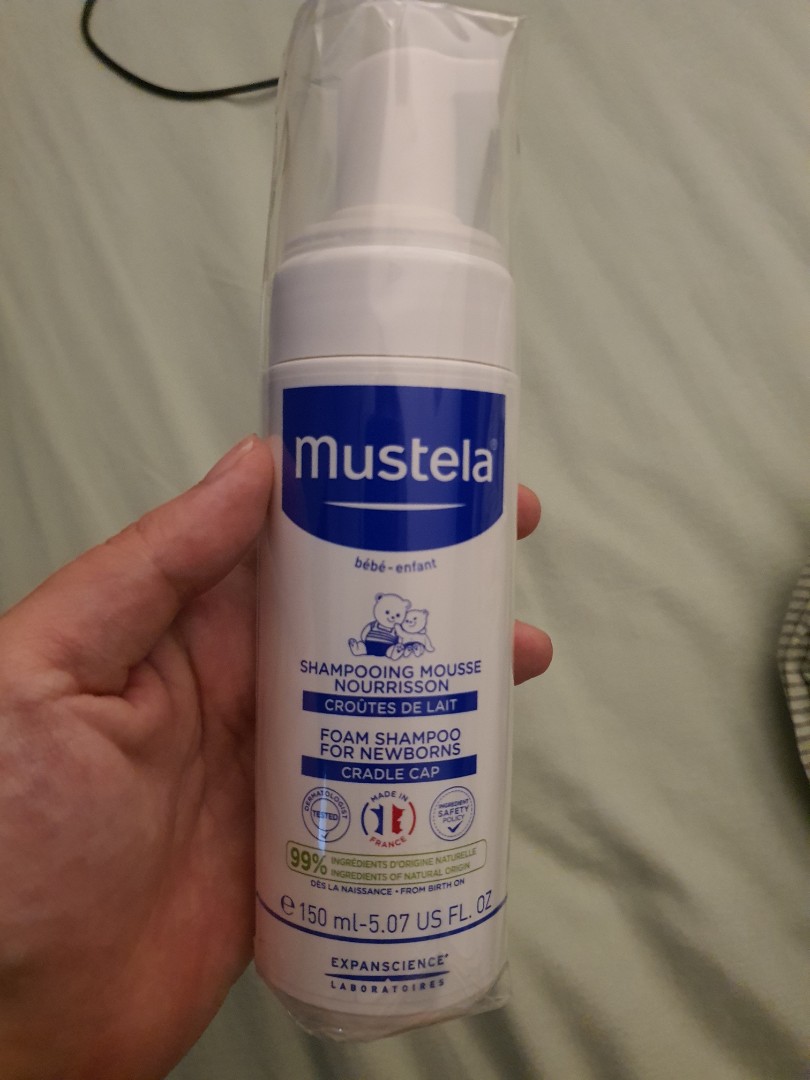 mustela®
bébé-enfant
SHAMPOOING MOUSSE
NOURRISSON
CROÛTES DE LAIT
FOAM SHAMPOO
FOR NEWBORNS
CRADLE CAP
DERMATOLOGIST
TESTED
MADE IN
FRANCE
INGREDIENT
SAFETY
POLICY
99% INGRÉDIENTS D'ORIGINE NATURELLE
INGREDIENTS OF NATURAL ORIGIN
DÈS LA NAISSANCE • FROM BIRTH ON
℮ 150 ml-5.07 US FL. OZ
EXPANSCIENCE®
LABORATOIRES